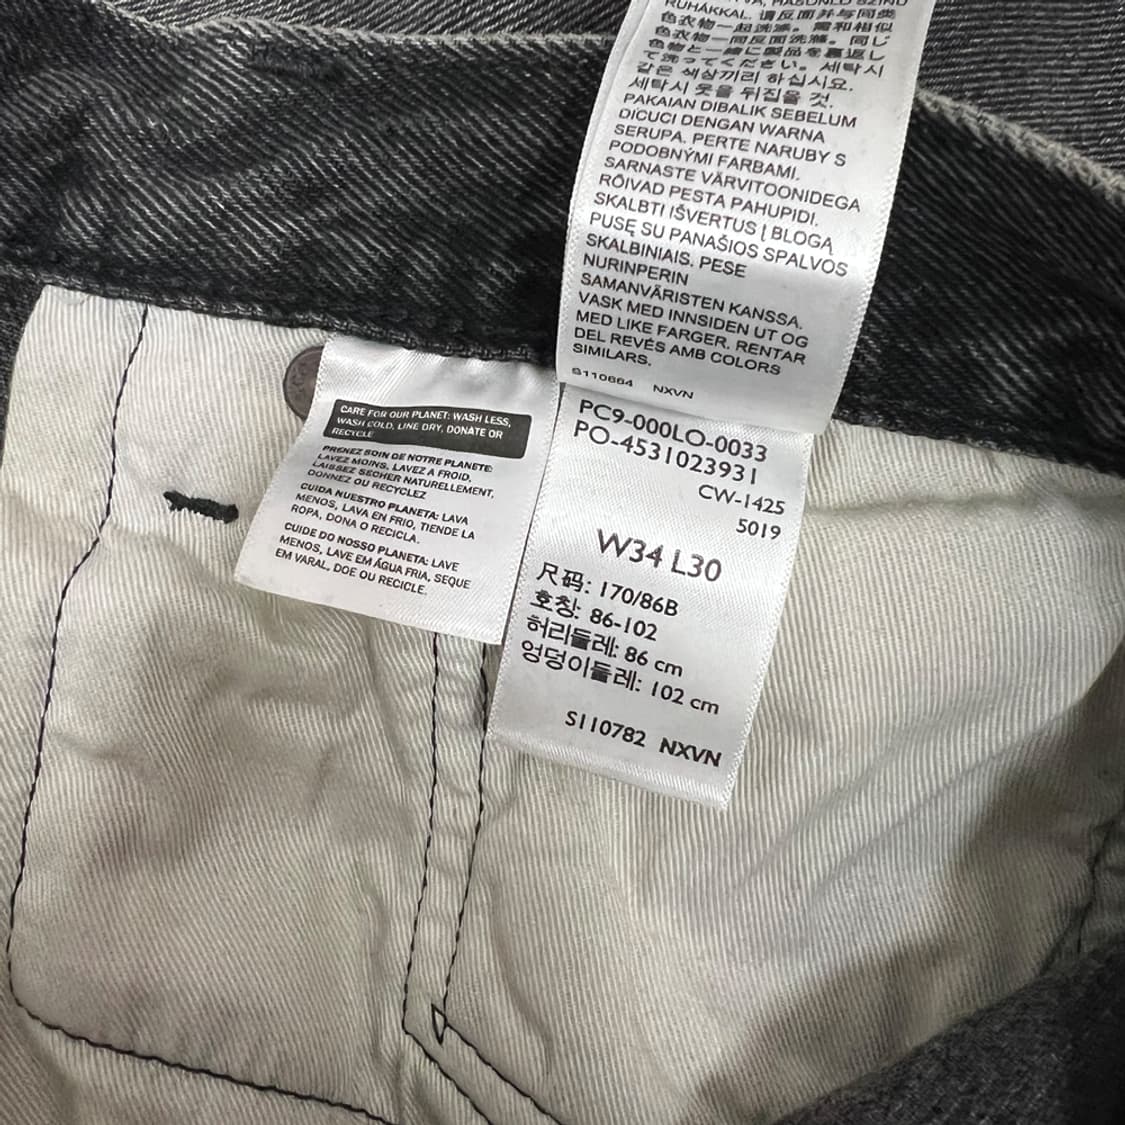 RUHÁKKAL. 请反面并与同类
色衣物一起洗滌。需和相似
色衣物一同反面洗滌。同じ
色物と一緒に製品を裏返し
て洗ってください。세탁시
같은 색상끼리 하십시요.
세탁시 옷을 뒤집을 것.
PAKAIAN DIBALIK SEBELUM
DICUCI DENGAN WARNA
SERUPA. PERTE NARUBY S
PODOBNÝMI FARBAMI.
SARNASTE VÄRVITOONIDEGA
RÕIVAD PESTA PAHUPIDI.
SKALBTI IŠVERTUS Į BLOGĄ
PUSĘ SU PANAŠIOS SPALVOS
SKALBINIAIS. PESE
NURINPERIN
SAMANVÄRISTEN KANSSA.
VASK MED INNSIDEN UT OG
MED LIKE FARGER. RENTAR
DEL REVÉS AMB COLORS
SIMILARS.
S110664 NXVN
CARE FOR OUR PLANET: WASH LESS,
WASH COLD, LINE DRY, DONATE OR
RECYCLE
PRENEZ SOIN DE NOTRE PLANETE:
LAVEZ MOINS, LAVEZ A FROID,
LAISSEZ SECHER NATURELLEMENT,
DONNEZ OU RECYCLEZ
CUIDA NUESTRO PLANETA: LAVA
MENOS, LAVA EN FRIO, TIENDE LA
ROPA, DONA O RECICLA.
CUIDE DO NOSSO PLANETA: LAVE
MENOS, LAVE EM ÁGUA FRIA, SEQUE
EM VARAL, DOE OU RECICLE.
PC9-000LO-0033
PO-4531023931
CW-1425
5019
W34 L30
尺码: 170/86B
호칭: 86-102
허리둘레: 86 cm
엉덩이둘레: 102 cm
S110782 NXVN